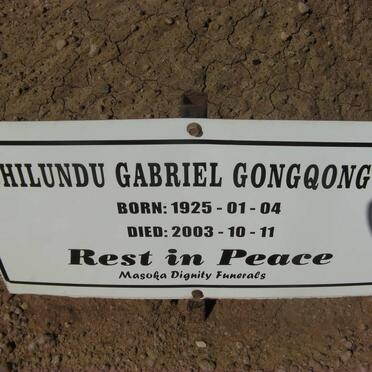 HILUNDU GABRIEL GONGQONG
BORN: 1925 - 01 - 04
DIED: 2003 - 10 - 11
Rest in Peace
Masoka Dignity Funerals